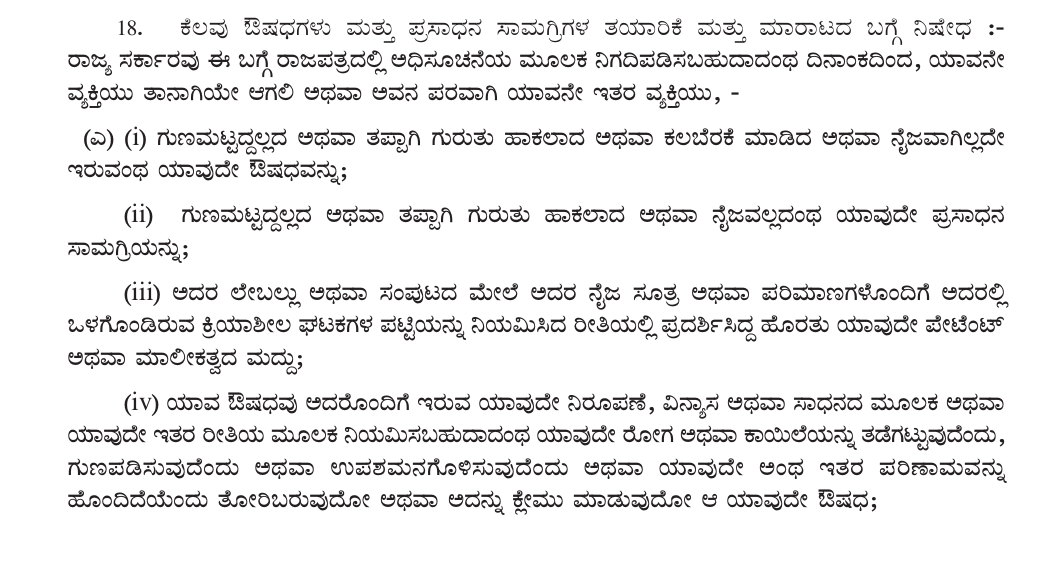 18. ಕೆಲವು ಔಷಧಗಳು ಮತ್ತು ಪ್ರಸಾಧನ ಸಾಮಗ್ರಿಗಳ ತಯಾರಿಕೆ ಮತ್ತು ಮಾರಾಟದ ಬಗ್ಗೆ ನಿಷೇಧ :-
ರಾಜ್ಯ ಸರ್ಕಾರವು ಈ ಬಗ್ಗೆ ರಾಜಪತ್ರದಲ್ಲಿ ಅಧಿಸೂಚನೆಯ ಮೂಲಕ ನಿಗದಿಪಡಿಸಬಹುದಾದಂಥ ದಿನಾಂಕದಿಂದ, ಯಾವನೇ
ವ್ಯಕ್ತಿಯು ತಾನಾಗಿಯೇ ಆಗಲಿ ಅಥವಾ ಅವನ ಪರವಾಗಿ ಯಾವನೇ ಇತರ ವ್ಯಕ್ತಿಯು, -
(ಎ) (i) ಗುಣಮಟ್ಟದ್ದಲ್ಲದ ಅಥವಾ ತಪ್ಪಾಗಿ ಗುರುತು ಹಾಕಲಾದ ಅಥವಾ ಕಲಬೆರಕೆ ಮಾಡಿದ ಅಥವಾ ನೈಜವಾಗಿಲ್ಲದೇ
ಇರುವಂಥ ಯಾವುದೇ ಔಷಧವನ್ನು;
(ii) ಗುಣಮಟ್ಟದ್ದಲ್ಲದ ಅಥವಾ ತಪ್ಪಾಗಿ ಗುರುತು ಹಾಕಲಾದ ಅಥವಾ ನೈಜವಲ್ಲದಂಥ ಯಾವುದೇ ಪ್ರಸಾಧನ
ಸಾಮಗ್ರಿಯನ್ನು;
(iii) ಅದರ ಲೇಬಲ್ಲು ಅಥವಾ ಸಂಪುಟದ ಮೇಲೆ ಅದರ ನೈಜ ಸೂತ್ರ ಅಥವಾ ಪರಿಮಾಣಗಳೊಂದಿಗೆ ಅದರಲ್ಲಿ
ಒಳಗೊಂಡಿರುವ ಕ್ರಿಯಾಶೀಲ ಘಟಕಗಳ ಪಟ್ಟಿಯನ್ನು ನಿಯಮಿಸಿದ ರೀತಿಯಲ್ಲಿ ಪ್ರದರ್ಶಿಸಿದ್ದ ಹೊರತು ಯಾವುದೇ ಪೇಟೆಂಟ್
ಅಥವಾ ಮಾಲೀಕತ್ವದ ಮದ್ದು;
(iv) ಯಾವ ಔಷಧವು ಅದರೊಂದಿಗೆ ಇರುವ ಯಾವುದೇ ನಿರೂಪಣೆ, ವಿನ್ಯಾಸ ಅಥವಾ ಸಾಧನದ ಮೂಲಕ ಅಥವಾ
ಯಾವುದೇ ಇತರ ರೀತಿಯ ಮೂಲಕ ನಿಯಮಿಸಬಹುದಾದಂಥ ಯಾವುದೇ ರೋಗ ಅಥವಾ ಕಾಯಿಲೆಯನ್ನು ತಡೆಗಟ್ಟುವುದೆಂದು,
ಗುಣಪಡಿಸುವುದೆಂದು ಅಥವಾ ಉಪಶಮನಗೊಳಿಸುವುದೆಂದು ಅಥವಾ ಯಾವುದೇ ಅಂಥ ಇತರ ಪರಿಣಾಮವನ್ನು
ಹೊಂದಿದೆಯೆಂದು ತೋರಿಬರುವುದೋ ಅಥವಾ ಅದನ್ನು ಕ್ಲೇಮು ಮಾಡುವುದೋ ಆ ಯಾವುದೇ ಔಷಧ;